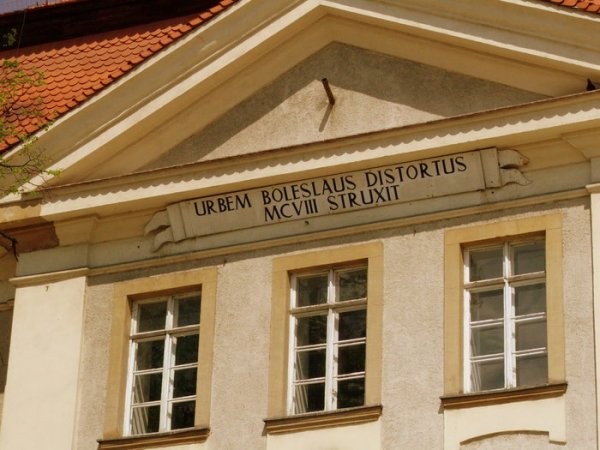 URBEM BOLESLAUS DISTORTUS
MCVIII STRUXIT